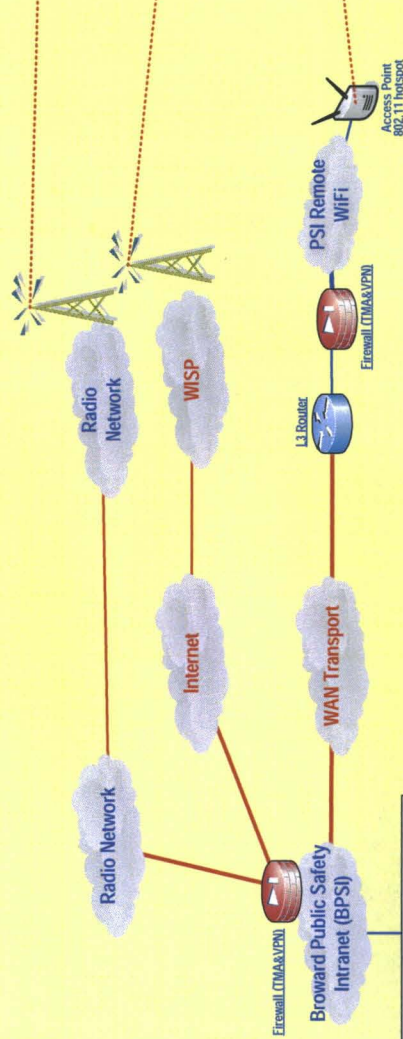 Radio Network
Radio
Network
Internet
WISP
Firewall (TMA&VPN)
Broward Public Safety
Intranet (BPSI)
WAN Transport
L3 Router
Firewall (TMA&VPN)
PSI Remote
WiFi
Access Point
802.11 hotspot